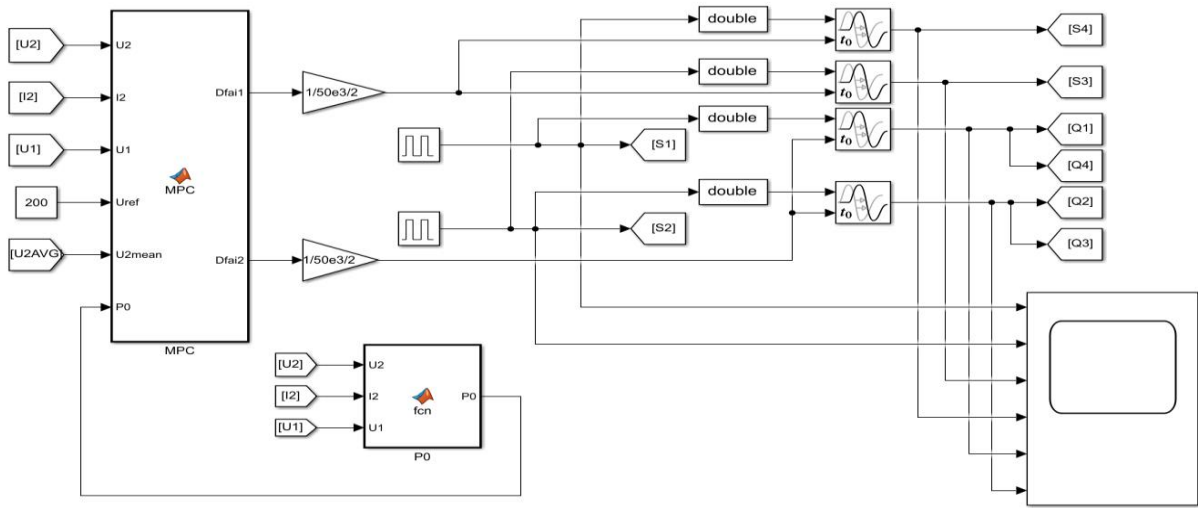 [U2]
U2
[I2]
I2
[U1]
U1
200
Uref
[U2AVG]
U2mean
P0
MPC
Dfai1
Dfai2
MPC
1/50e3/2
1/50e3/2
double
t0
[S4]
double
t0
[S3]
[S1]
double
t0
[Q1]
[Q4]
[S2]
double
t0
[Q2]
[Q3]
[U2]
U2
[I2]
I2
[U1]
U1
fcn
P0
P0